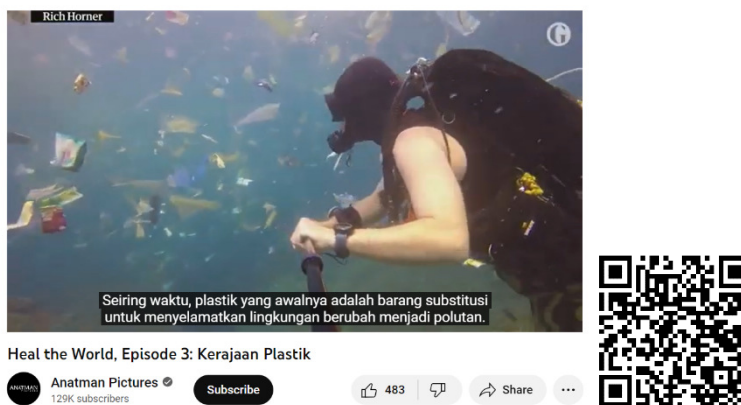 Rich Horner
G
Seiring waktu, plastik yang awalnya adalah barang substitusi
untuk menyelamatkan lingkungan berubah menjadi polutan.
Heal the World, Episode 3: Kerajaan Plastik
ANATMAN
Anatman Pictures
Subscribe
483
Share
129K subscribers